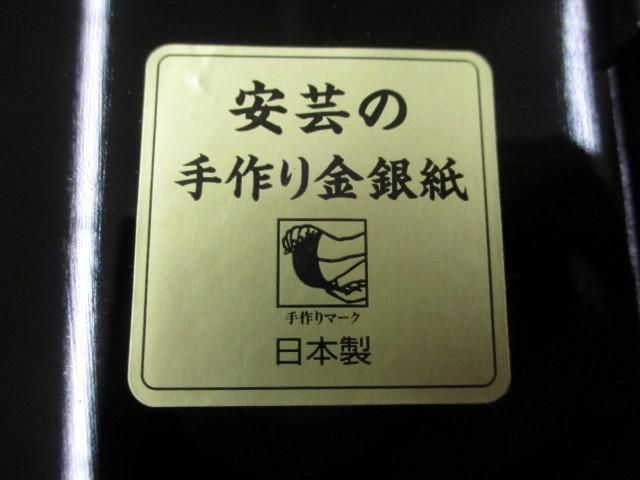 安芸の
手作り金銀紙
手作りマーク
日本製